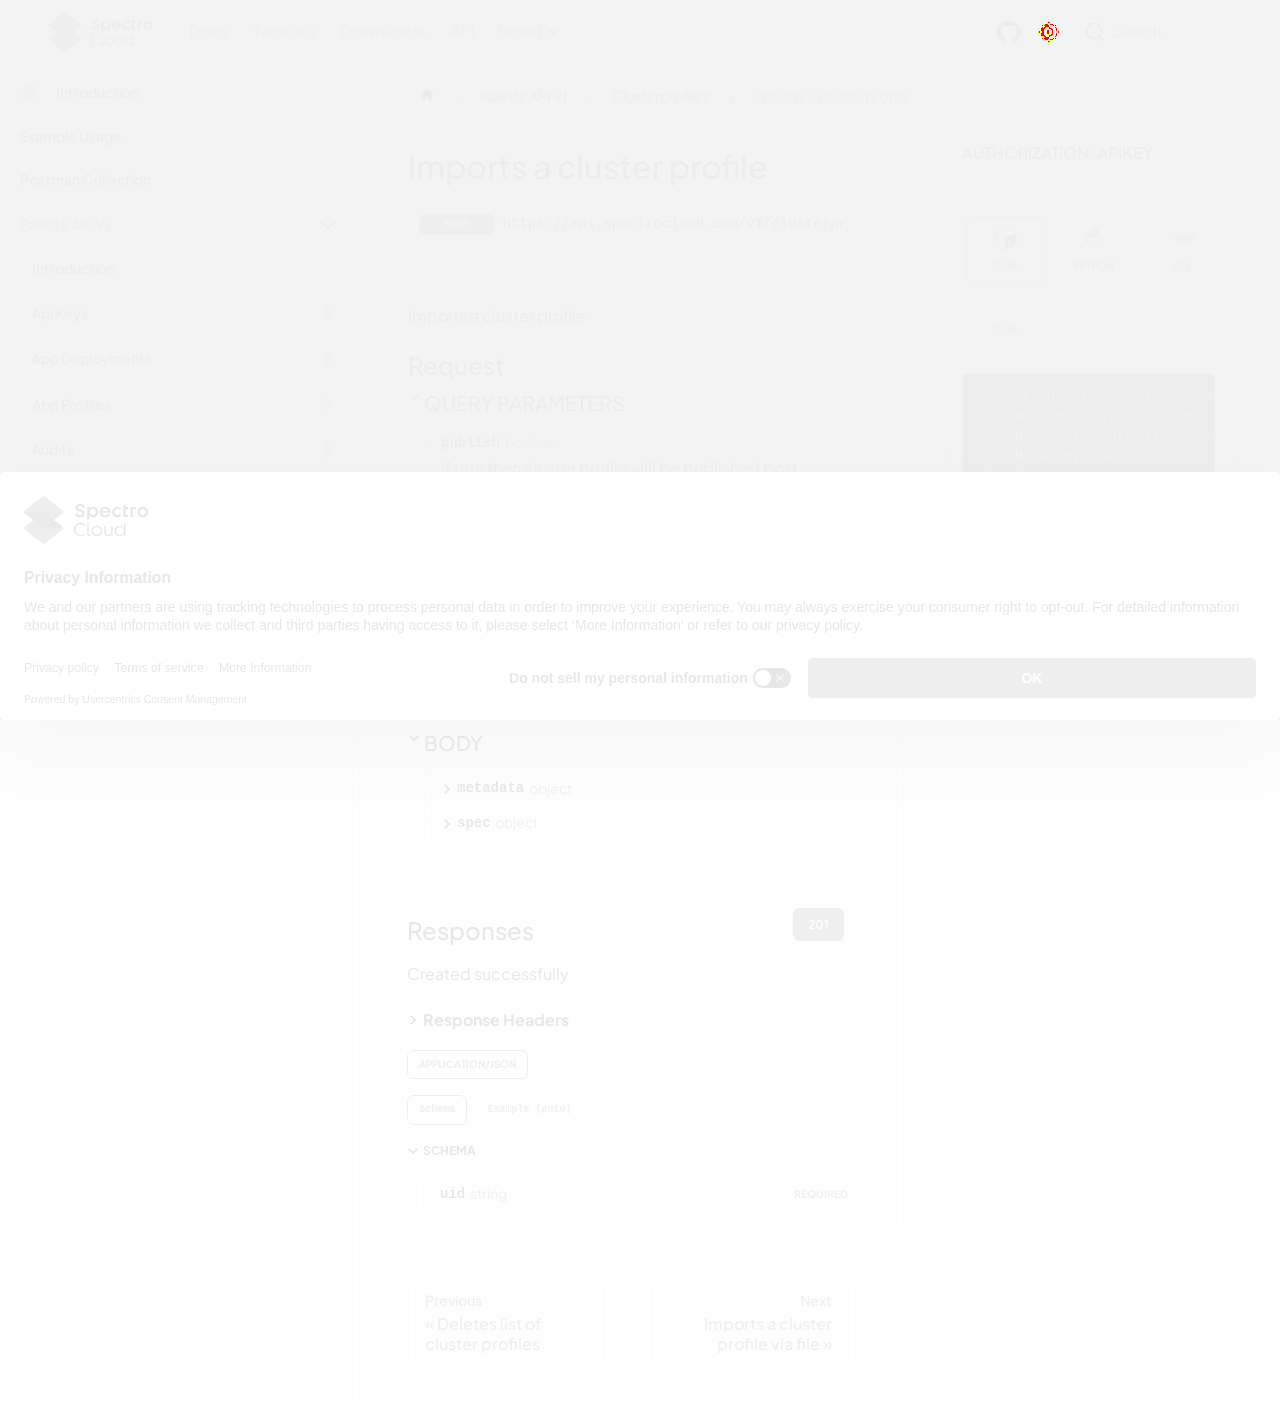 Spectro
Cloud
Docs
Tutorials
Downloads
API
latest
Search
Introduction
Example Usage
Postman Collection
Palette API V1
Introduction
Api Keys
App Deployments
App Profiles
Audits
Palette API V1
Clusterprofiles
Imports a cluster profile
Imports a cluster profile
POST
https://api.spectrocloud.com/v1/clusterpr
Imports a cluster profile
Request
QUERY PARAMETERS
publish boolean
If true then cluster profile will be published post
AUTHORIZATION: APIKEY
CURL
PYTHON
GO
GO
CURL
Spectro
Cloud
Privacy Information
We and our partners are using tracking technologies to process personal data in order to improve your experience. You may always exercise your consumer right to opt-out. For detailed information
about personal information we collect and third parties having access to it, please select ‘More Information’ or refer to our privacy policy.
Privacy policy
Terms of service
More Information
Powered by Usercentrics Consent Management
Do not sell my personal information
OK
BODY
metadata object
spec object
Responses
201
Created successfully
Response Headers
APPLICATION/JSON
Schema
Example (auto)
SCHEMA
uid string
REQUIRED
Previous
« Deletes list of
cluster profiles
Next
Imports a cluster
profile via file »